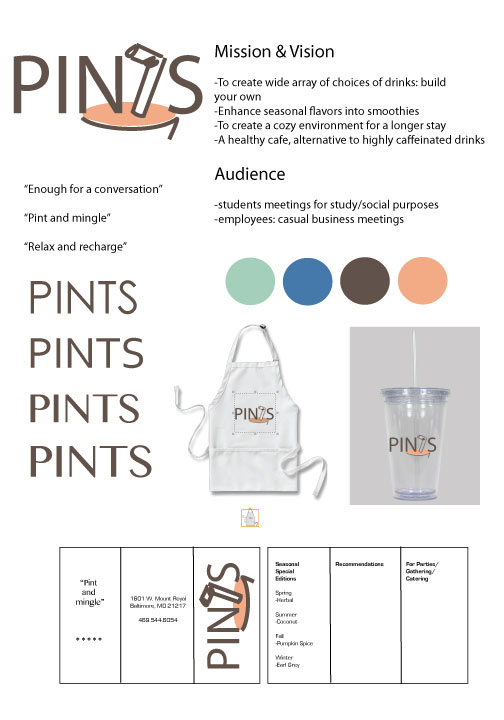 PINTS
Mission & Vision
-To create wide array of choices of drinks: build
your own
-Enhance seasonal flavors into smoothies
-To create a cozy environment for a longer stay
-A healthy cafe, alternative to highly caffeinated drinks
Audience
-students meetings for study/social purposes
-employees: casual business meetings
“Enough for a conversation”
“Pint and mingle”
“Relax and recharge”
PINTS
PINTS
PINTS
PINTS
PINTS
PINTS
“Pint
and
mingle”
*****
1601 W. Mount Royal
Baltimore, MD 21217
469.544.6054
PINTS
Seasonal
Special
Editions
Spring
-Herbal
Summer
-Coconut
Fall
-Pumpkin Spice
Winter
-Earl Grey
Recommendations
For Parties/
Gathering/
Catering